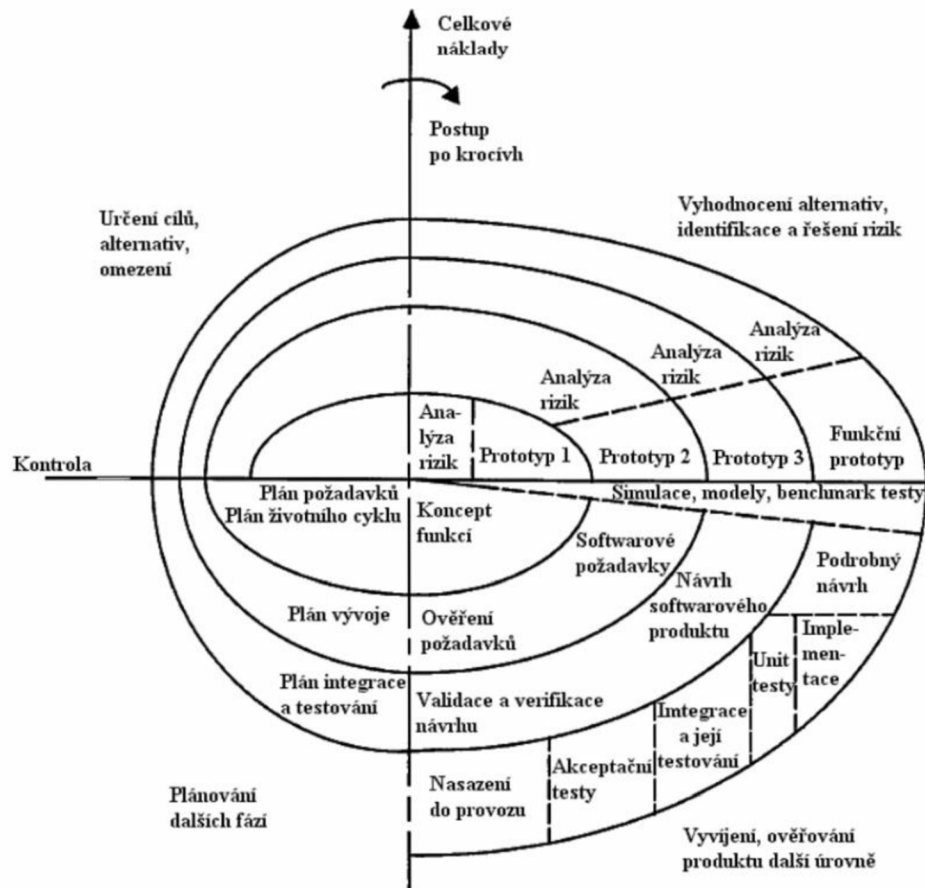 Celkové
náklady
Postup
po krocívh
Určení cílů,
alternativ,
omezení
Vyhodnocení alternativ,
identifikace a řešení rizik
Analýza
rizik
Analýza
rizik
Analýza
rizik
Ana-
lýza
rizik
Prototyp 1
Prototyp 2
Prototyp 3
Funkční
prototyp
Kontrola
Plán požadavků
Plán životního cyklu
Koncept
funkcí
Simulace, modely, benchmark testy
Softwarové
požadavky
Návrh
softwarového
produktu
Podrobný
návrh
Plán vývoje
Ověření
požadavků
Imple-
men-
tace
Unit
testy
Plán integrace
a testování
Validace a verifikace
návrhu
Imtegrace
a její
testování
Akceptační
testy
Nasazení
do provozu
Plánování
dalších fází
Vyvíjení, ověřování
produktu další úrovně